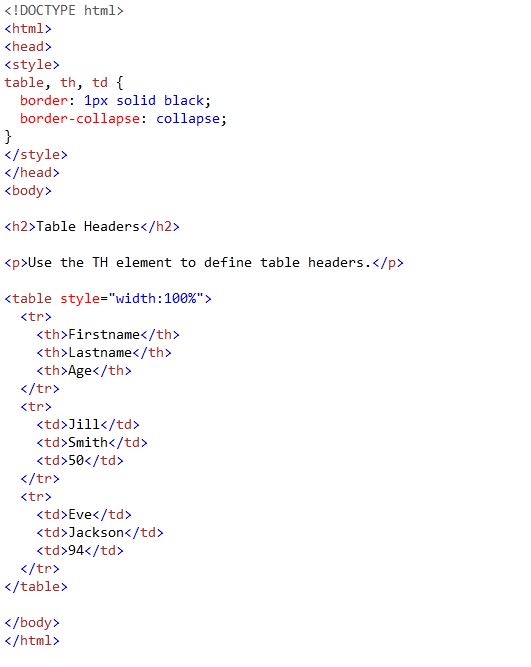 <!DOCTYPE html>
<html>
<head>
<style>
table, th, td {
  border: 1px solid black;
  border-collapse: collapse;
}
</style>
</head>
<body>

<h2>Table Headers</h2>

<p>Use the TH element to define table headers.</p>

<table style="width:100%">
  <tr>
    <th>Firstname</th>
    <th>Lastname</th>
    <th>Age</th>
  </tr>
  <tr>
    <td>Jill</td>
    <td>Smith</td>
    <td>50</td>
  </tr>
  <tr>
    <td>Eve</td>
    <td>Jackson</td>
    <td>94</td>
  </tr>
</table>

</body>
</html>